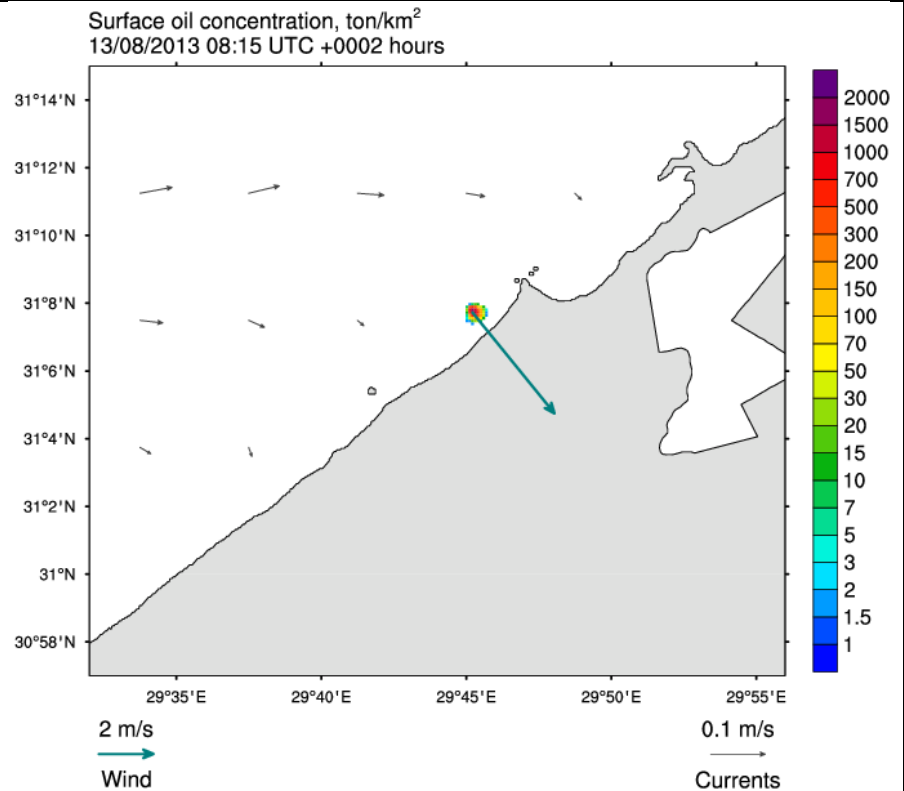 Surface oil concentration, ton/km²
13/08/2013 08:15 UTC +0002 hours
31°14'N
31°12'N
31°10'N
31°8'N
31°6'N
31°4'N
31°2'N
31°N
30°58'N
29°35'E
29°40'E
29°45'E
29°50'E
29°55'E
2000
1500
1000
700
500
300
200
150
100
70
50
30
20
15
10
7
5
3
2
1.5
1
2 m/s
Wind
0.1 m/s
Currents